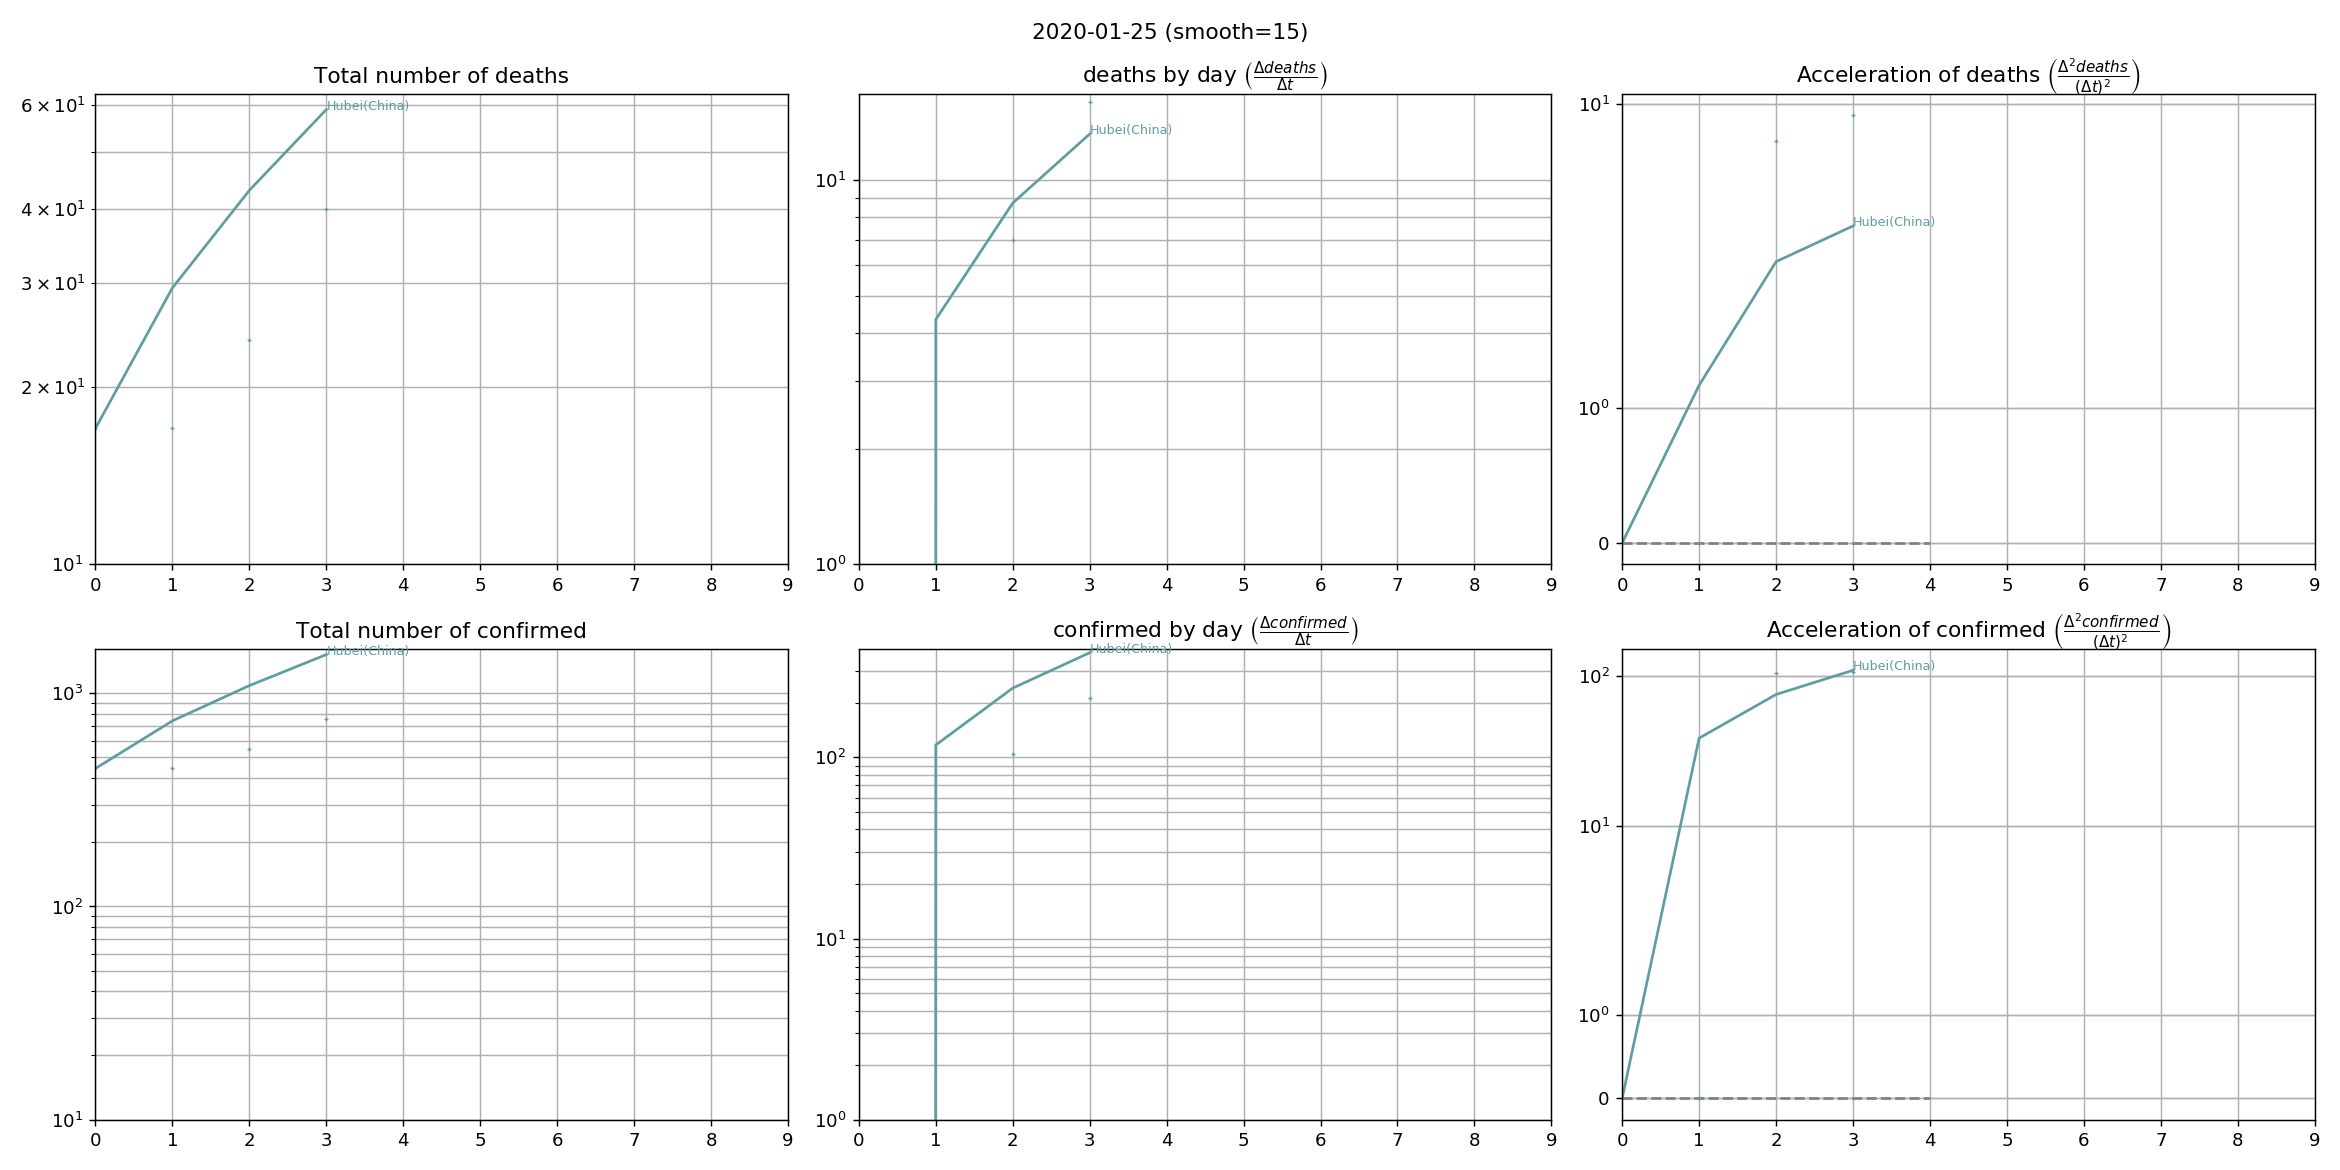 2020-01-25 (smooth=15)
Total number of deaths
6 × 10¹
4 × 10¹
3 × 10¹
2 × 10¹
10¹
Hubei(China)
0 1 2 3 4 5 6 7 8 9
deaths by day (Δdeaths/Δt)
10¹
10⁰
Hubei(China)
0 1 2 3 4 5 6 7 8 9
Acceleration of deaths (Δ²deaths/(Δt)²)
10¹
10⁰
0
Hubei(China)
0 1 2 3 4 5 6 7 8 9
Total number of confirmed
Hubei(China)
10³
10²
10¹
0 1 2 3 4 5 6 7 8 9
confirmed by day (Δconfirmed/Δt)
Hubei(China)
10²
10¹
10⁰
0 1 2 3 4 5 6 7 8 9
Acceleration of confirmed (Δ²confirmed/(Δt)²)
Hubei(China)
10²
10¹
10⁰
0
0 1 2 3 4 5 6 7 8 9